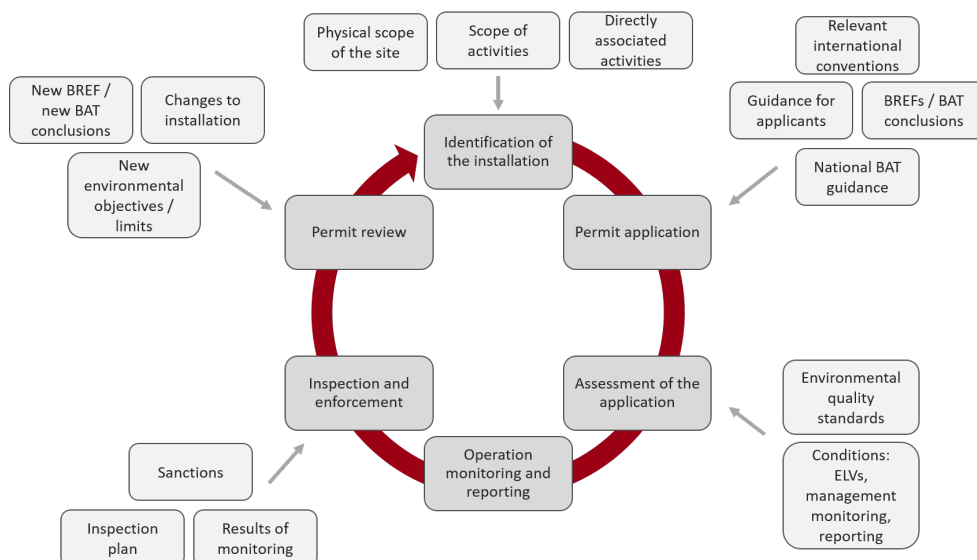 Physical scope
of the site
Scope of
activities
Directly
associated
activities
Relevant
international
conventions
New BREF /
new BAT
conclusions
Changes to
installation
Guidance for
applicants
BREFs / BAT
conclusions
New
environmental
objectives /
limits
National BAT
guidance
Identification of
the installation
Permit review
Permit application
Inspection and
enforcement
Assessment of the
application
Operation
monitoring and
reporting
Environmental
quality
standards
Conditions:
ELVs,
management
monitoring,
reporting
Sanctions
Inspection
plan
Results of
monitoring